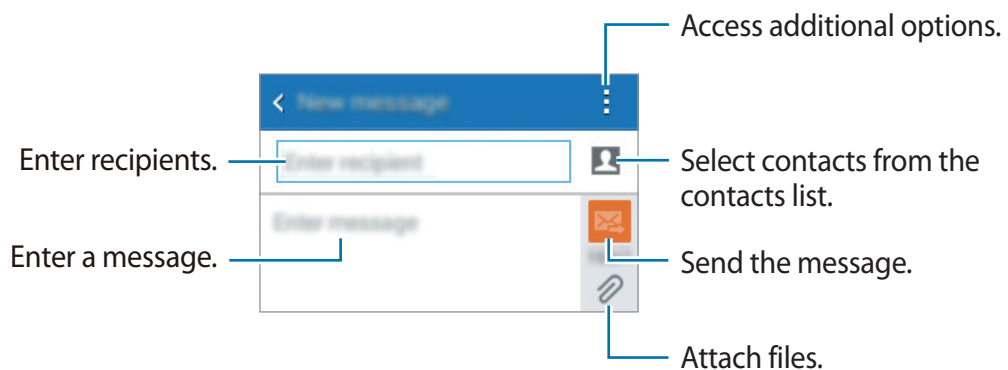 Access additional options.
New message
Enter recipients.
Enter recipient
Select contacts from the
contacts list.
Enter message
Enter a message.
Send the message.
Attach files.